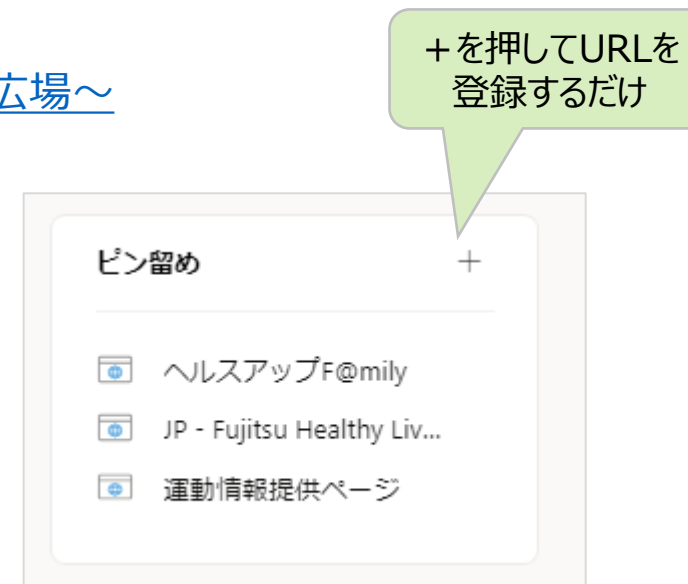 +を押してURLを
登録するだけ
広場～
ピン留め +
ヘルスアップF@mily
JP - Fujitsu Healthy Liv...
運動情報提供ページ